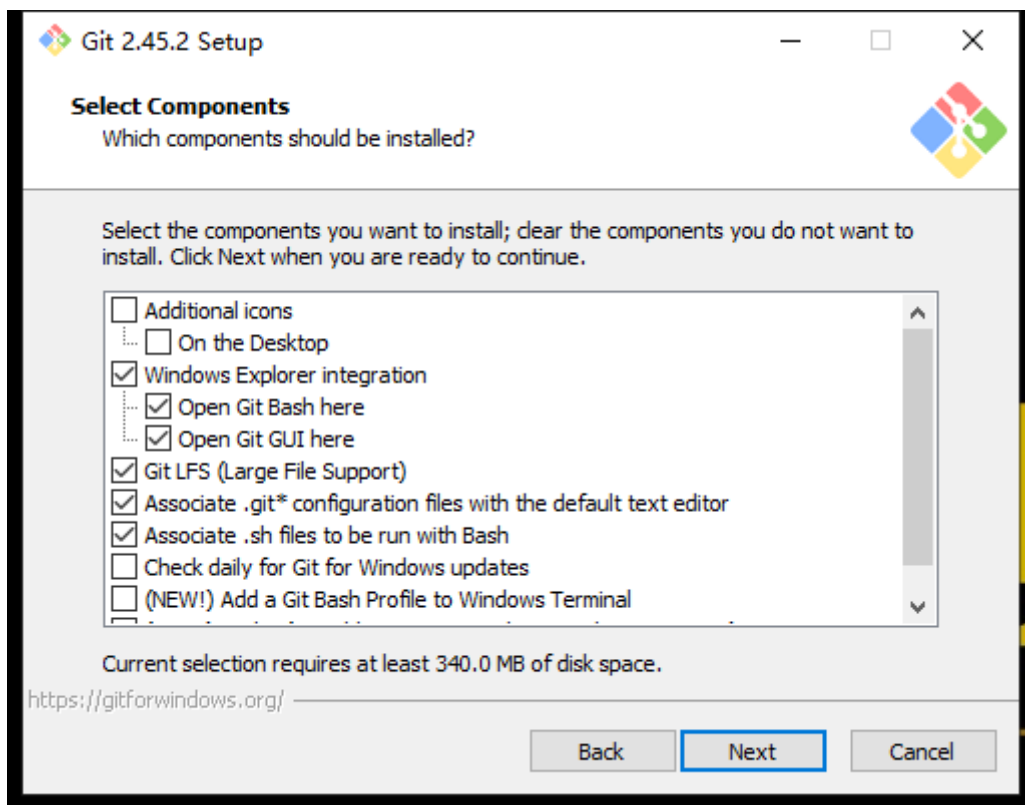 Git 2.45.2 Setup
Select Components
Which components should be installed?
Select the components you want to install; clear the components you do not want to
install. Click Next when you are ready to continue.
Additional icons
On the Desktop
Windows Explorer integration
Open Git Bash here
Open Git GUI here
Git LFS (Large File Support)
Associate .git* configuration files with the default text editor
Associate .sh files to be run with Bash
Check daily for Git for Windows updates
(NEW!) Add a Git Bash Profile to Windows Terminal
Current selection requires at least 340.0 MB of disk space.
https://gitforwindows.org/
Back Next Cancel